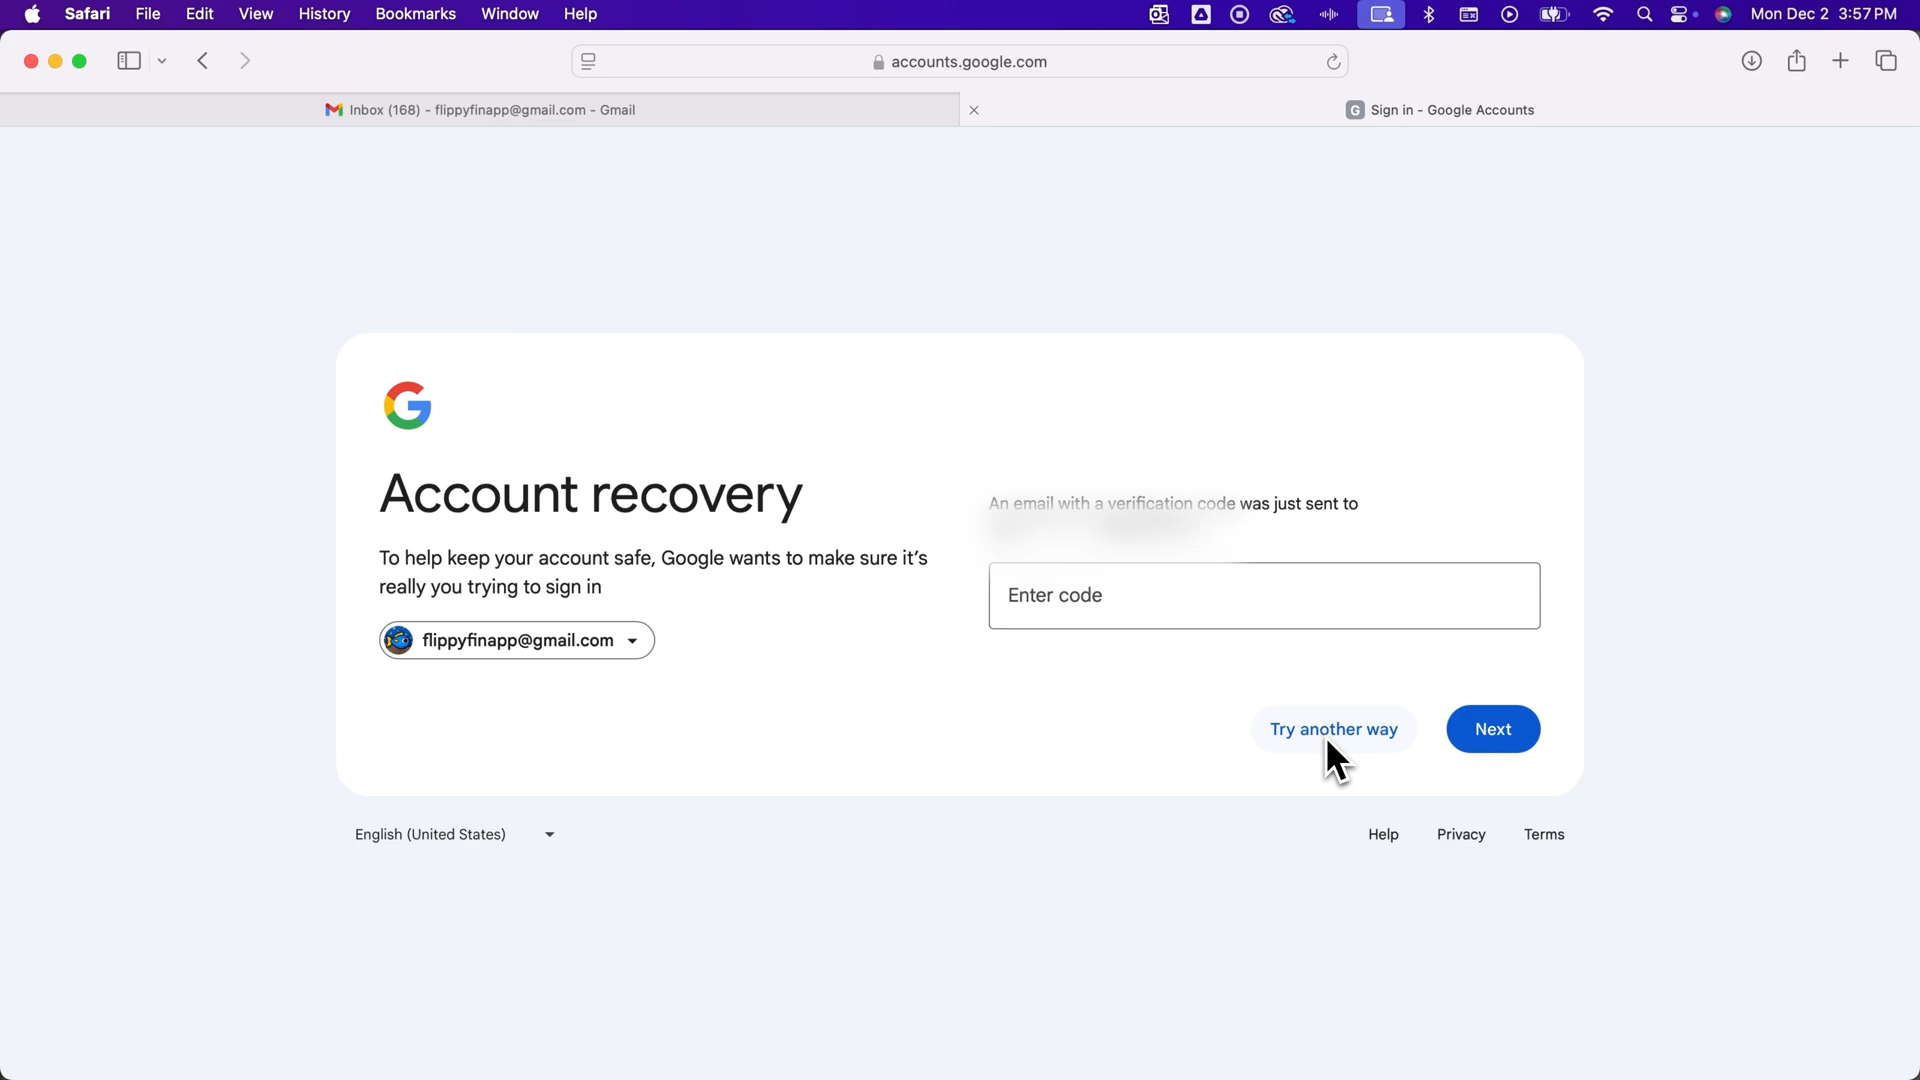 Safari File Edit View History Bookmarks Window Help Mon Dec 2 3:57 PM
accounts.google.com
Inbox (168) - flippyfinapp@gmail.com - Gmail
G Sign in - Google Accounts
Account recovery
To help keep your account safe, Google wants to make sure it's
really you trying to sign in
flippyfinapp@gmail.com
An email with a verification code was just sent to
Enter code
Try another way
Next
English (United States)
Help Privacy Terms